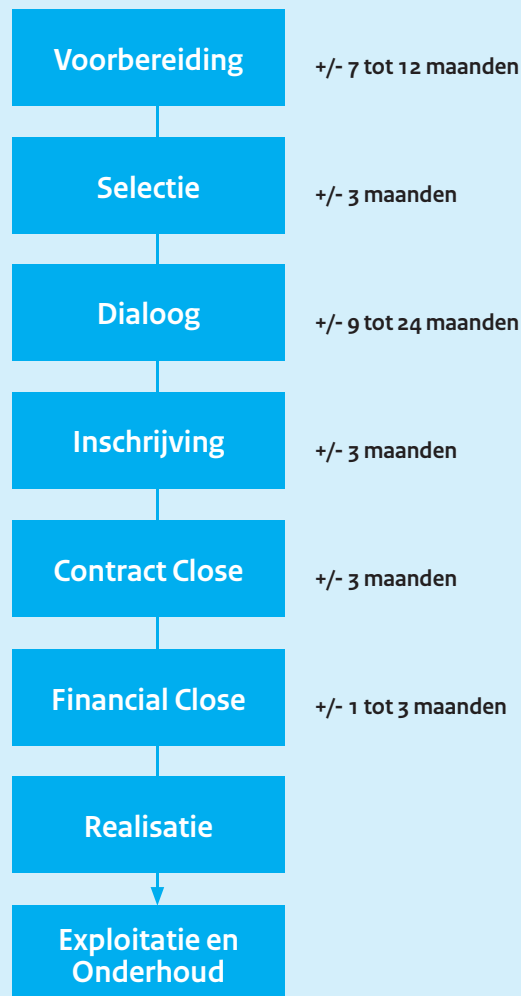 Voorbereiding
+/- 7 tot 12 maanden
Selectie
+/- 3 maanden
Dialoog
+/- 9 tot 24 maanden
Inschrijving
+/- 3 maanden
Contract Close
+/- 3 maanden
Financial Close
+/- 1 tot 3 maanden
Realisatie
Exploitatie en
Onderhoud